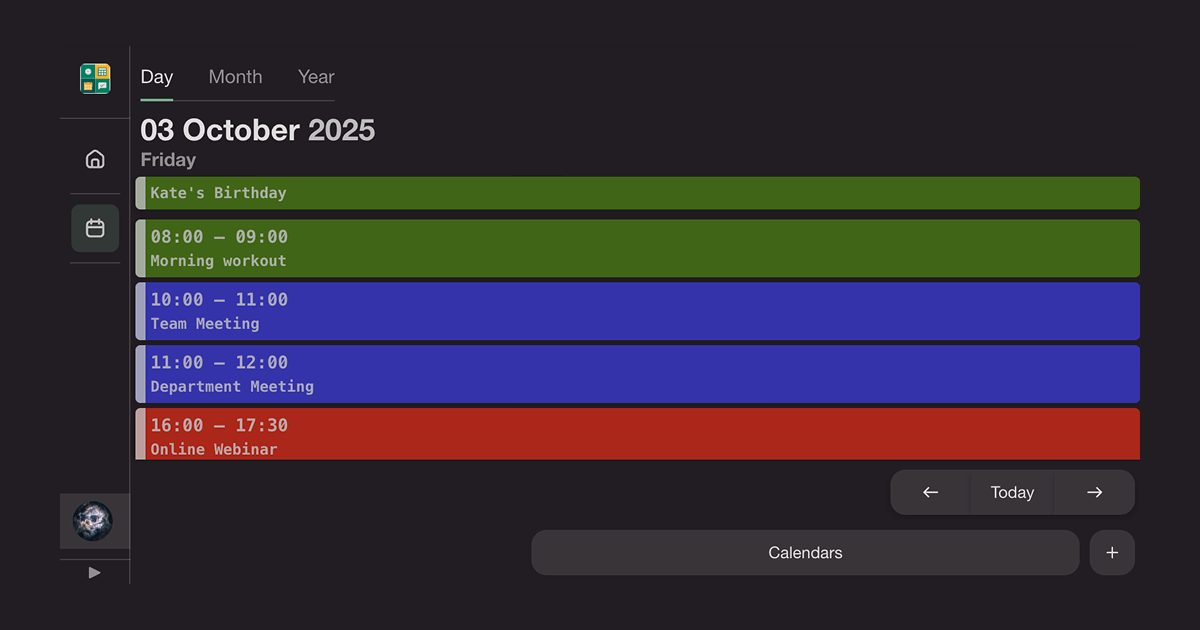 Day Month Year
03 October 2025
Friday
Kate's Birthday
08:00 – 09:00
Morning workout
10:00 – 11:00
Team Meeting
11:00 – 12:00
Department Meeting
16:00 – 17:30
Online Webinar
Today
Calendars